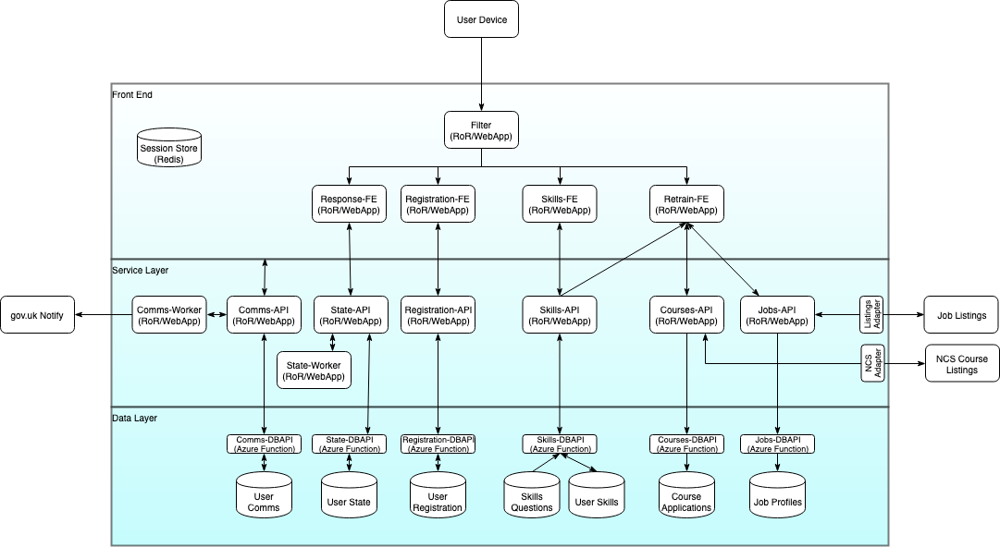 User Device
Front End
Filter
(RoR/WebApp)
Session Store
(Redis)
Response-FE
(RoR/WebApp)
Registration-FE
(RoR/WebApp)
Skills-FE
(RoR/WebApp)
Retrain-FE
(RoR/WebApp)
Service Layer
gov.uk Notify
Comms-Worker
(RoR/WebApp)
Comms-API
(RoR/WebApp)
State-API
(RoR/WebApp)
Registration-API
(RoR/WebApp)
Skills-API
(RoR/WebApp)
Courses-API
(RoR/WebApp)
Jobs-API
(RoR/WebApp)
Listings
Adapter
Job Listings
State-Worker
(RoR/WebApp)
NCS
Adapter
NCS Course
Listings
Data Layer
Comms-DBAPI
(Azure Function)
State-DBAPI
(Azure Function)
Registration-DBAPI
(Azure Function)
Skills-DBAPI
(Azure Function)
Courses-DBAPI
(Azure Function)
Jobs-DBAPI
(Azure Function)
User
Comms
User State
User
Registration
Skills
Questions
User Skills
Course
Applications
Job Profiles